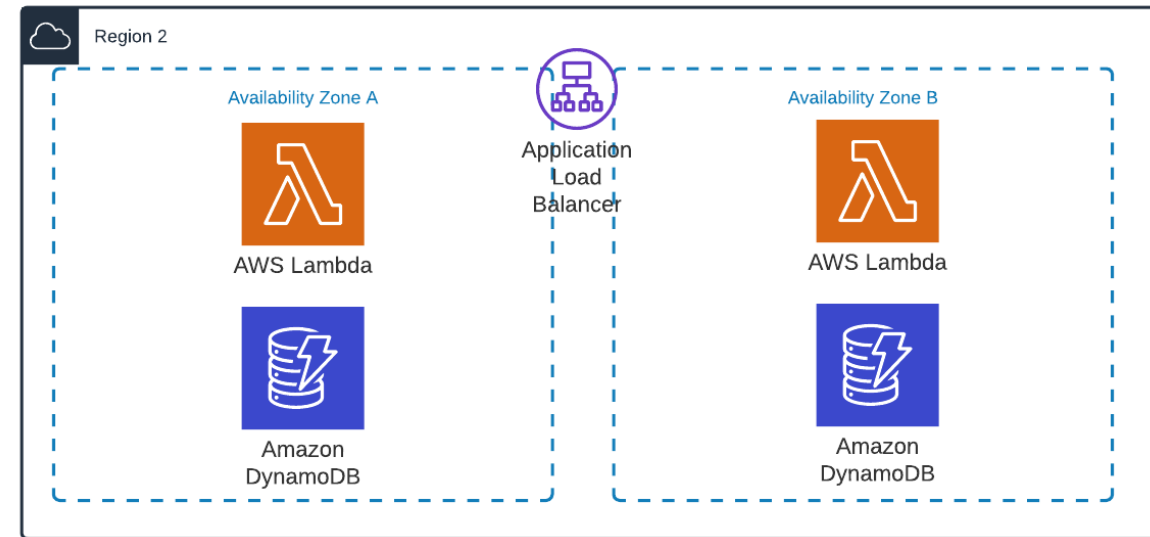 Region 2
Availability Zone A
Availability Zone B
Application
Load
Balancer
AWS Lambda
AWS Lambda
Amazon
DynamoDB
Amazon
DynamoDB